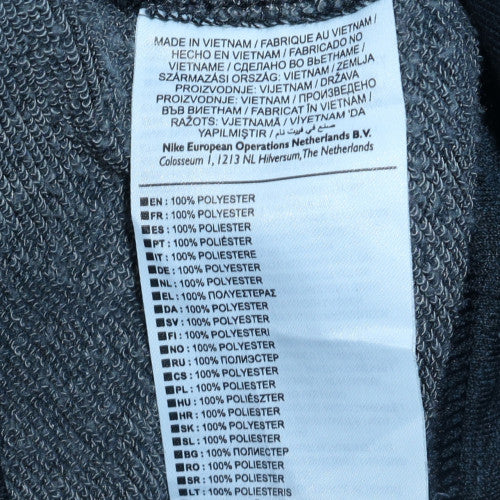 MADE IN VIETNAM / FABRIQUE AU VIETNAM /
HECHO EN VIETNAM / FABRICADO NO
VIETNAME / СДЕЛАНО ВО ВЬЕТНАМЕ /
SZÁRMAZÁSI ORSZÁG: VIETNAM / ZEMLJA
PROIZVODNJE: VIJETNAM / DRŽAVA
PROIZVODNJE: VIETNAM / ПРОИЗВЕДЕНО
ВЪВ ВИЕТНАМ / FABRICAT ÎN VIETNAM /
RAŽOTS: VJETNAMĀ / VİYETNAM 'DA
YAPILMIŞTIR / صنع في فييت نام
Nike European Operations Netherlands B.V.
Colosseum 1, 1213 NL Hilversum, The Netherlands
EN : 100% POLYESTER
FR : 100% POLYESTER
ES : 100% POLIÉSTER
PT : 100% POLIÉSTER
IT : 100% POLIESTERE
DE : 100% POLYESTER
NL : 100% POLYESTER
EL : 100% ΠΟΛΥΕΣΤΕΡΑΣ
DA : 100% POLYESTER
SV : 100% POLYESTER
FI : 100% POLYESTERI
NO : 100% POLYESTER
RU : 100% ПОЛИЭСТЕР
CS : 100% POLYESTER
PL : 100% POLIESTER
HU : 100% POLIÉSZTER
HR : 100% POLIESTER
SK : 100% POLYESTER
SL : 100% POLIESTER
BG : 100% ПОЛИЕСТЕР
RO : 100% POLIESTER
SR : 100% POLIESTER
LT : 100% POLIESTERIS